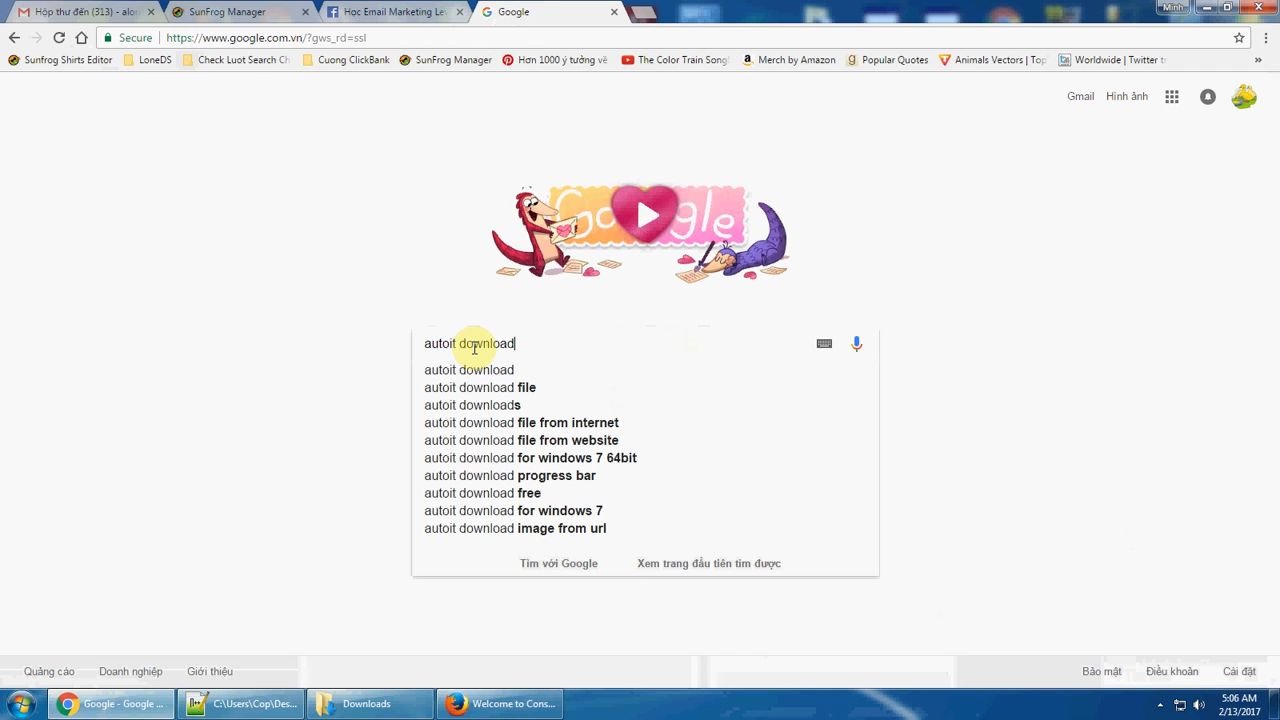 Hộp thư đến (313) - alor
SunFrog Manager
Học Email Marketing Le
Google
Minh
Secure
https://www.google.com.vn/?gws_rd=ssl
Sunfrog Shirts Editor
LoneDS
Check Luot Search Ch
Cuong ClickBank
SunFrog Manager
Hơn 1000 ý tưởng về
The Color Train Song
Merch by Amazon
Popular Quotes
Animals Vectors | Top
Worldwide | Twitter tr
»
Gmail
Hình ảnh
Google
autoit download
autoit download
autoit download file
autoit downloads
autoit download file from internet
autoit download file from website
autoit download for windows 7 64bit
autoit download progress bar
autoit download free
autoit download for windows 7
autoit download image from url
Tìm với Google
Xem trang đầu tiên tìm được
Quảng cáo
Doanh nghiệp
Giới thiệu
Bảo mật
Điều khoản
Cài đặt
Google - Google ...
C:\Users\Cop\Des...
Downloads
Welcome to Cons...
5:06 AM
2/13/2017